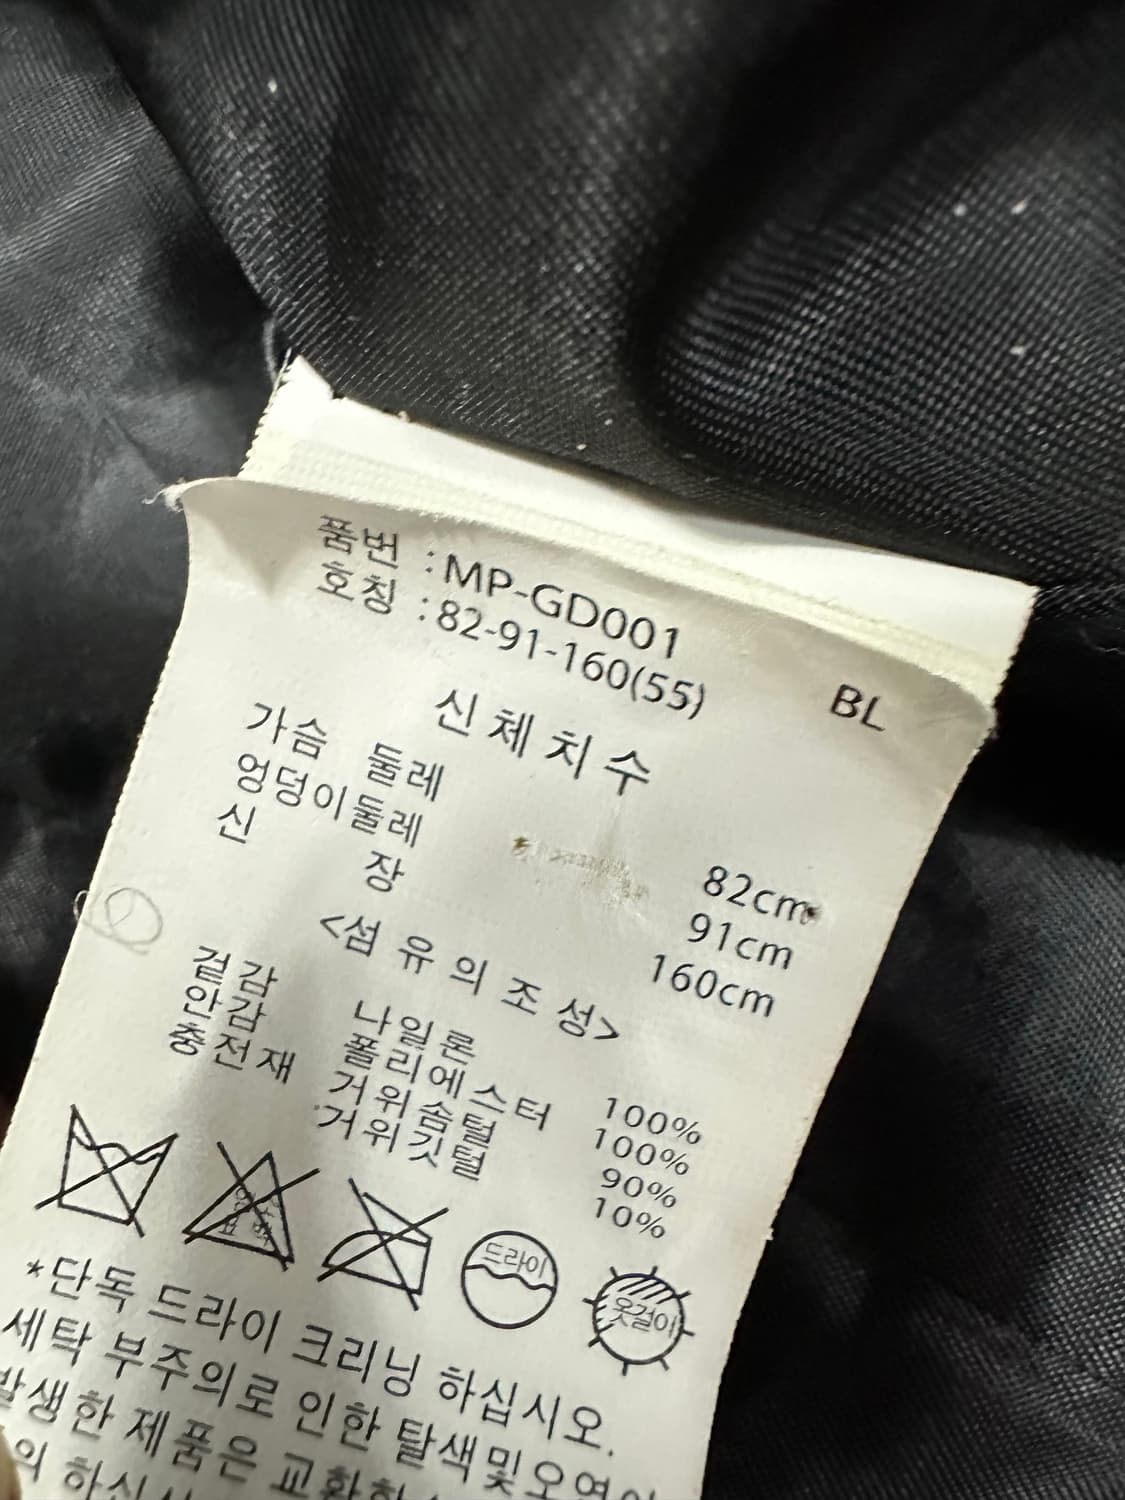 품번 : MP-GD001
호칭 : 82-91-160(55) BL
신체치수
가슴 둘레 82cm
엉덩이둘레 91cm
신 장 160cm
<섬유의 조성>
겉감 나일론 100%
안감 폴리에스터 100%
충전재 거위솜털 90%
거위깃털 10%
드라이
옷걸이
*단독 드라이 크리닝 하십시오.
세탁 부주의로 인한 탈색및오염이
발생한 제품은 교환
하십시